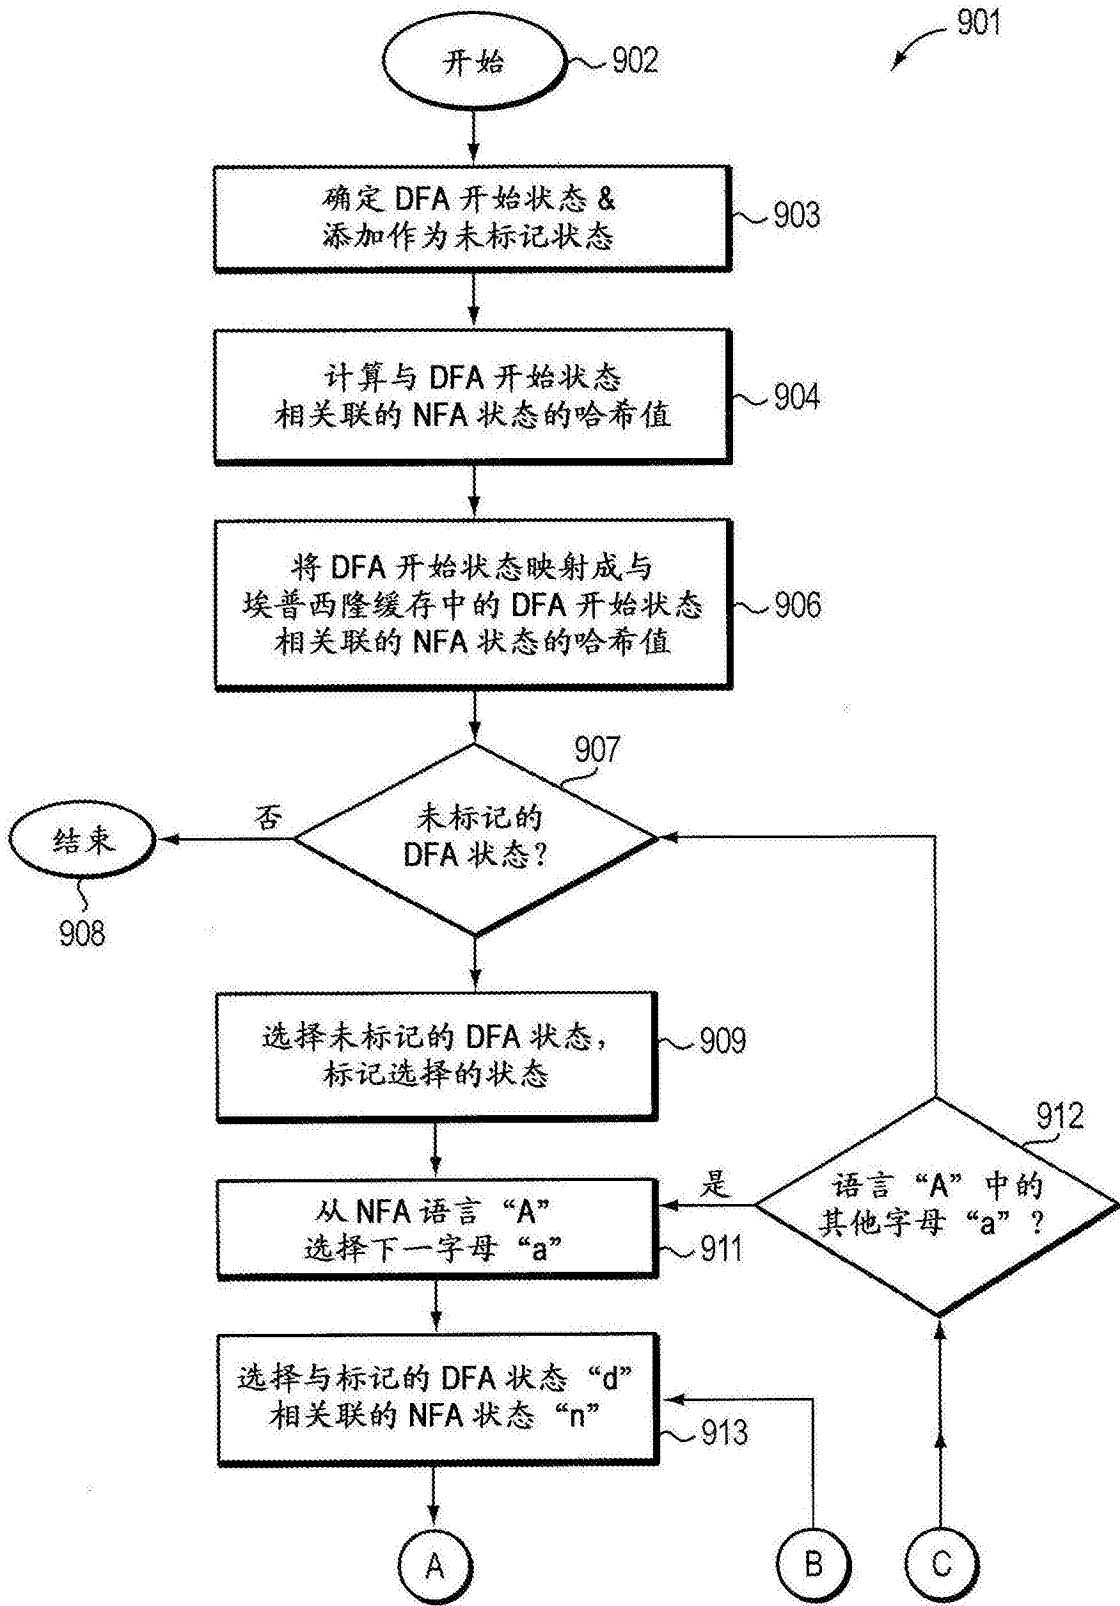 901
开始
902
确定 DFA 开始状态 &
添加作为未标记状态
903
计算与 DFA 开始状态
相关联的 NFA 状态的哈希值
904
将 DFA 开始状态映射成与
埃普西隆缓存中的 DFA 开始状态
相关联的 NFA 状态的哈希值
906
907
未标记的
DFA 状态？
否
结束
908
选择未标记的 DFA 状态，
标记选择的状态
909
912
语言“A”中的
其他字母“a”？
是
从 NFA 语言“A”
选择下一字母“a”
911
选择与标记的 DFA 状态“d”
相关联的 NFA 状态“n”
913
A
B
C